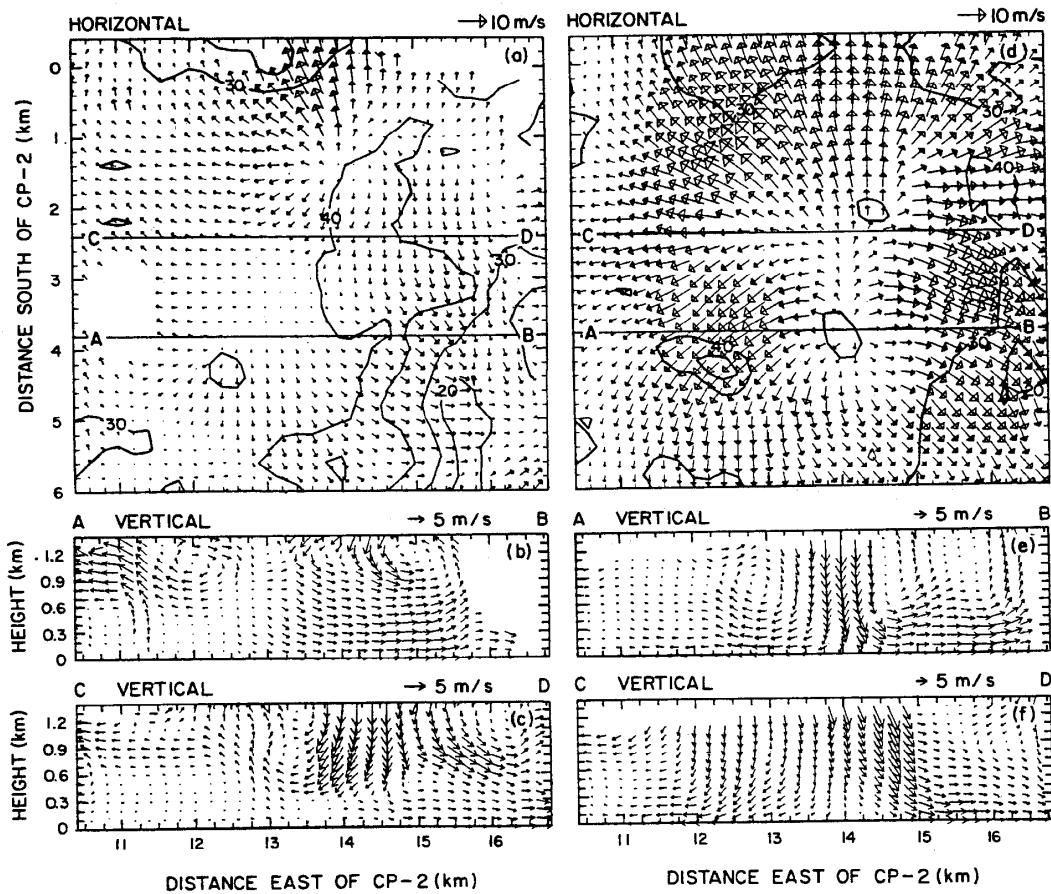 HORIZONTAL 10 m/s
(a)
0
1
2
3
4
5
6
DISTANCE SOUTH OF CP-2 (km)
30
40
C D
30
A B
20
30
HORIZONTAL 10 m/s
(d)
30
30
40
C D
A B
30
40
20
A VERTICAL 5 m/s B
(b)
1.2
0.9
0.6
0.3
0
HEIGHT (km)
A VERTICAL 5 m/s B
(e)
C VERTICAL 5 m/s D
(c)
1.2
0.9
0.6
0.3
0
HEIGHT (km)
11 12 13 14 15 16
DISTANCE EAST OF CP-2 (km)
C VERTICAL 5 m/s D
(f)
11 12 13 14 15 16
DISTANCE EAST OF CP-2 (km)